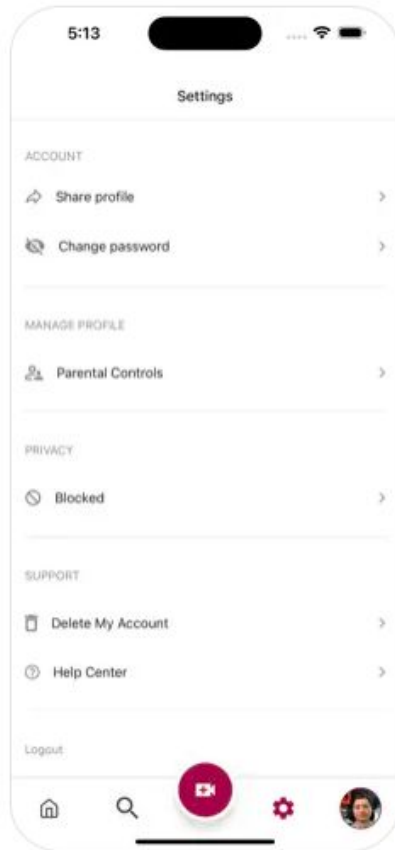 5:13
Settings
ACCOUNT
Share profile
Change password
MANAGE PROFILE
Parental Controls
PRIVACY
Blocked
SUPPORT
Delete My Account
Help Center
Logout